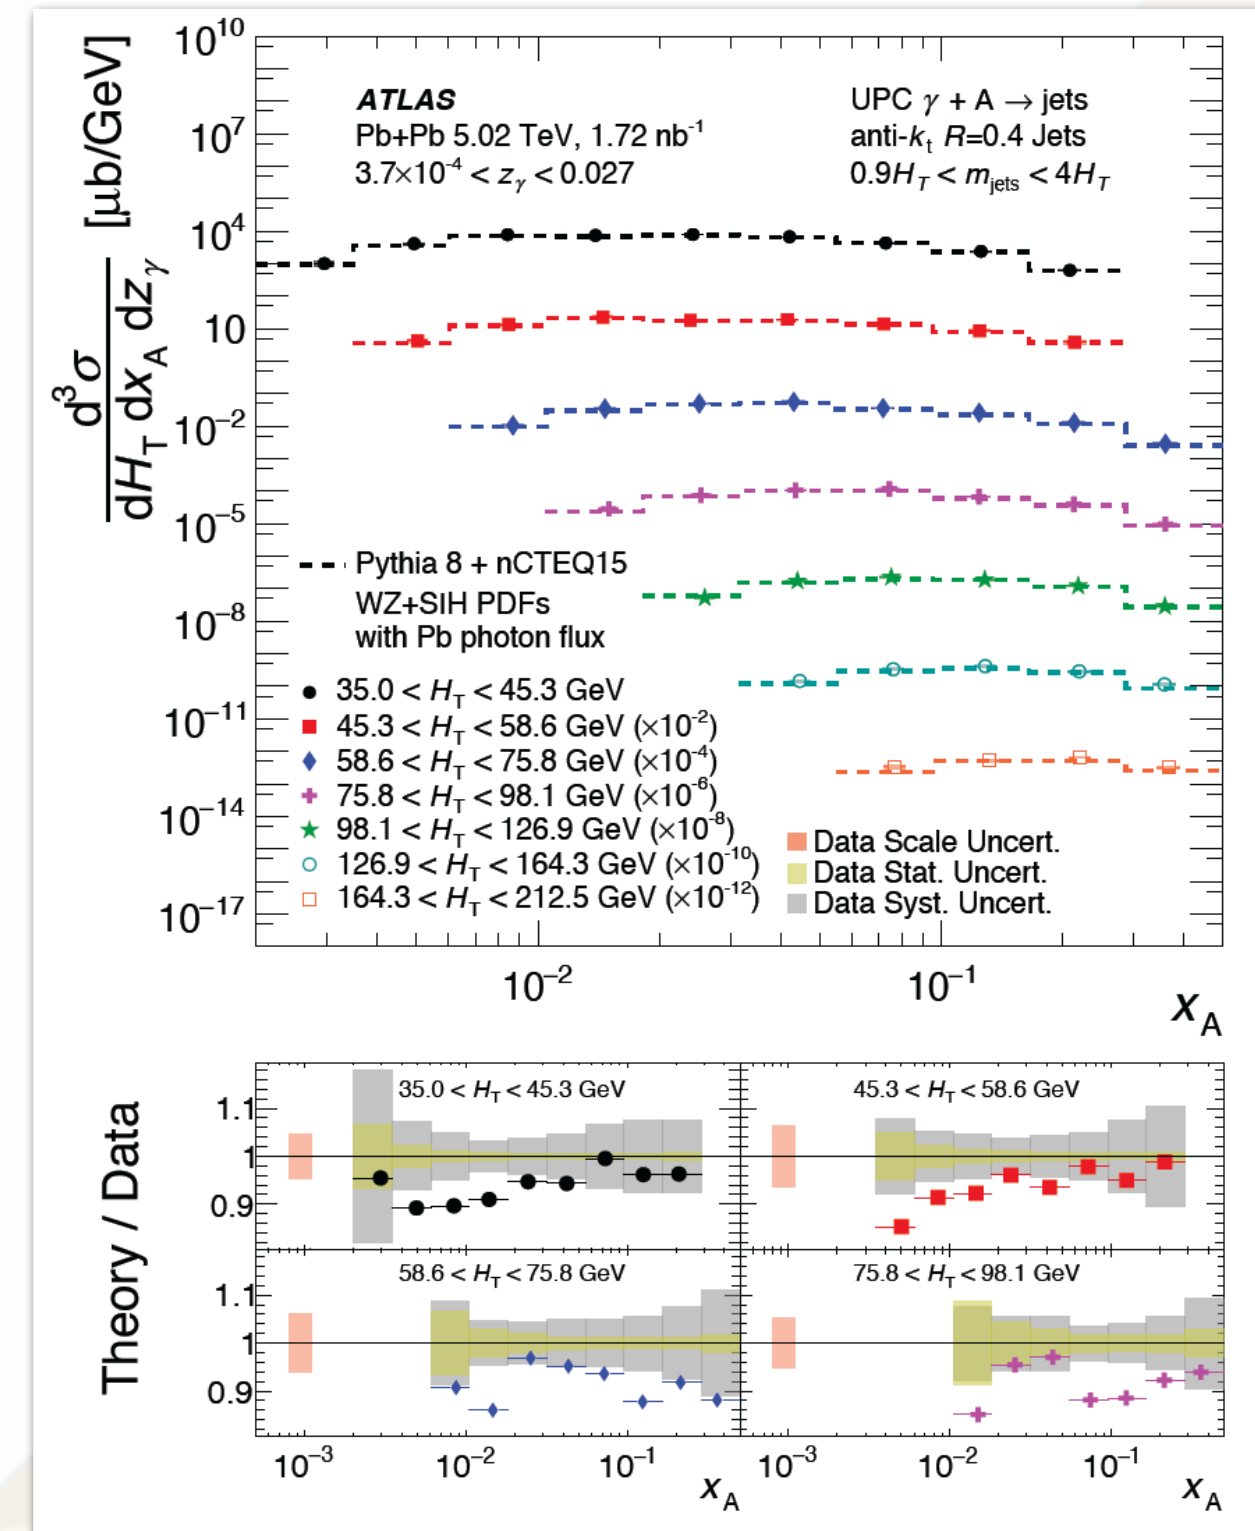 d³σ / dH_T dx_A dz_γ [μb/GeV]
10¹⁰
10⁷
10⁴
10
10⁻²
10⁻⁵
10⁻⁸
10⁻¹¹
10⁻¹⁴
10⁻¹⁷
ATLAS
Pb+Pb 5.02 TeV, 1.72 nb⁻¹
3.7×10⁻⁴ < z_γ < 0.027
UPC γ + A → jets
anti-k_t R=0.4 Jets
0.9H_T < m_jets < 4H_T
Pythia 8 + nCTEQ15
WZ+SIH PDFs
with Pb photon flux
35.0 < H_T < 45.3 GeV
45.3 < H_T < 58.6 GeV (×10⁻²)
58.6 < H_T < 75.8 GeV (×10⁻⁴)
75.8 < H_T < 98.1 GeV (×10⁻⁶)
98.1 < H_T < 126.9 GeV (×10⁻⁸)
126.9 < H_T < 164.3 GeV (×10⁻¹⁰)
164.3 < H_T < 212.5 GeV (×10⁻¹²)
Data Scale Uncert.
Data Stat. Uncert.
Data Syst. Uncert.
10⁻² 10⁻¹
x_A
Theory / Data
35.0 < H_T < 45.3 GeV
45.3 < H_T < 58.6 GeV
1.1
1
0.9
58.6 < H_T < 75.8 GeV
75.8 < H_T < 98.1 GeV
1.1
1
0.9
10⁻³ 10⁻² 10⁻¹ 10⁻³ 10⁻² 10⁻¹
x_A x_A